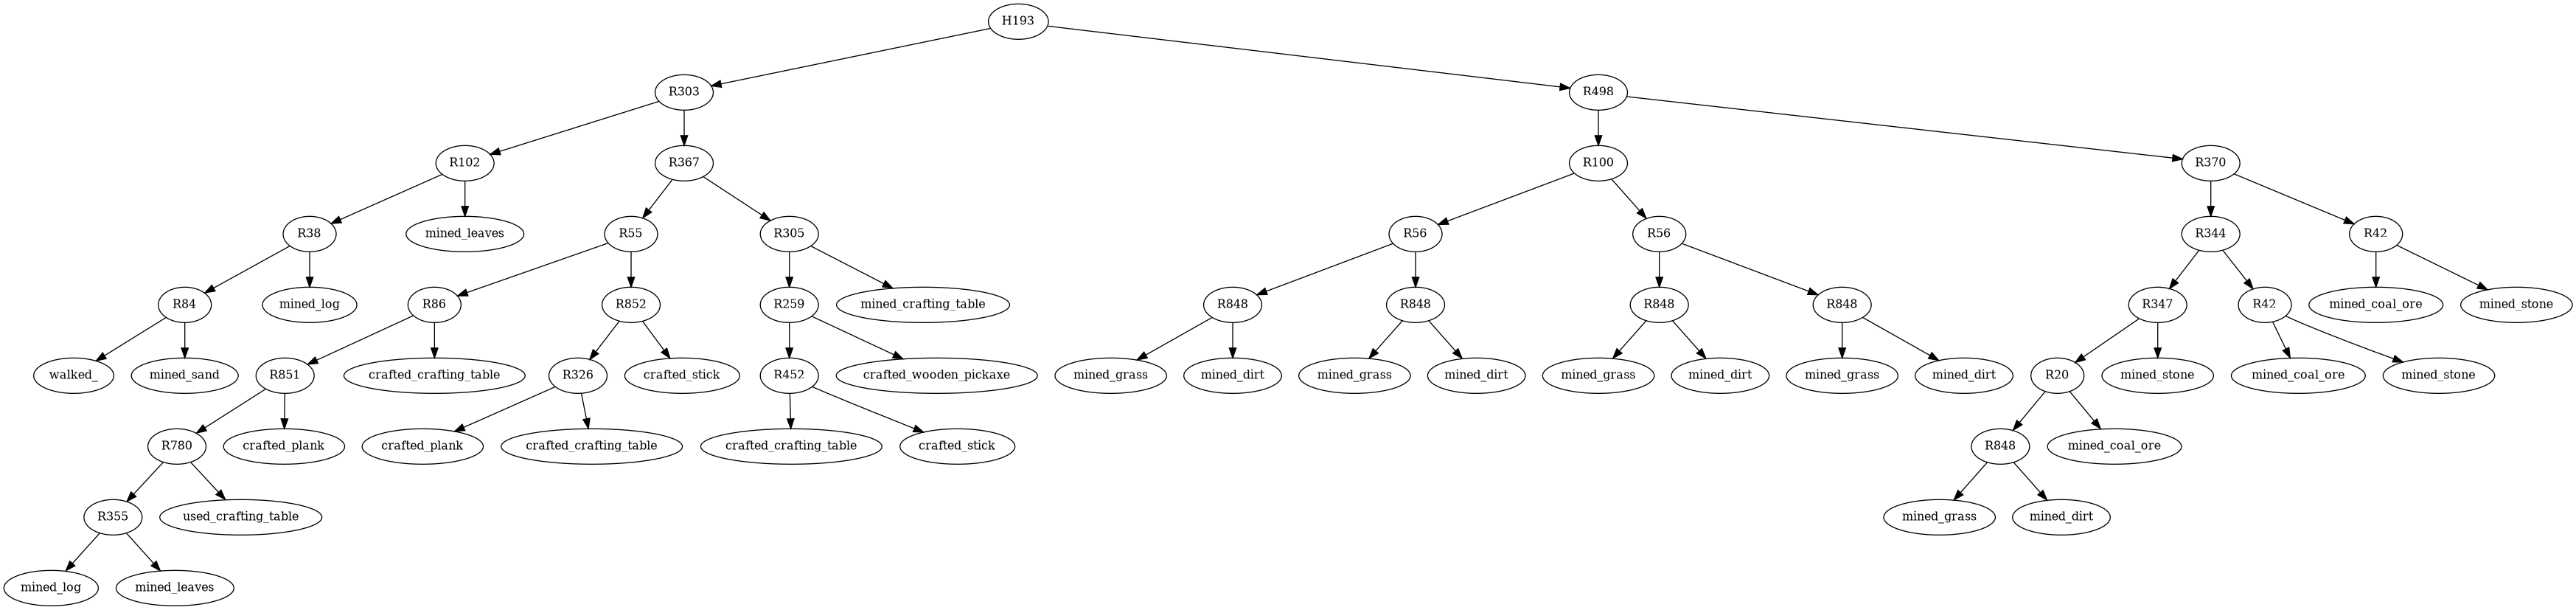 H193
R303
R498
R102
R367
R100
R370
R38
mined_leaves
R55
R305
R56
R56
R344
R42
R84
mined_log
R86
R852
R259
mined_crafting_table
R848
R848
R848
R848
R347
R42
mined_coal_ore
mined_stone
walked_
mined_sand
R851
crafted_crafting_table
R326
crafted_stick
R452
crafted_wooden_pickaxe
mined_grass
mined_dirt
mined_grass
mined_dirt
mined_grass
mined_dirt
mined_grass
mined_dirt
R20
mined_stone
mined_coal_ore
mined_stone
R780
crafted_plank
crafted_plank
crafted_crafting_table
crafted_crafting_table
crafted_stick
R848
mined_coal_ore
R355
used_crafting_table
mined_grass
mined_dirt
mined_log
mined_leaves